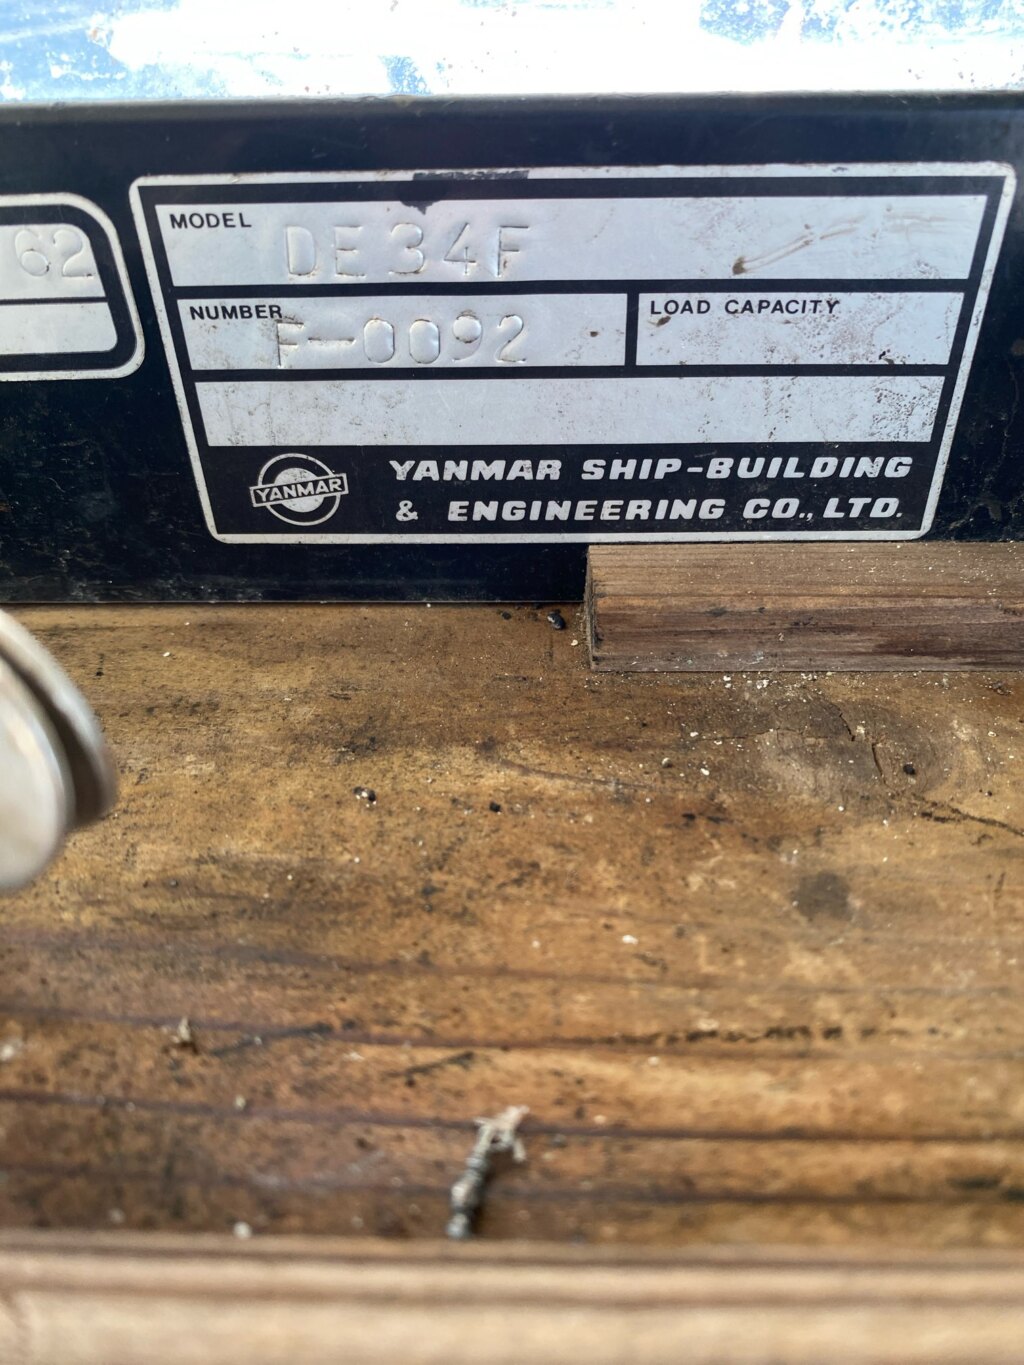 62
MODEL DE34F
NUMBER F-0092
LOAD CAPACITY
YANMAR
YANMAR SHIP-BUILDING
& ENGINEERING CO., LTD.